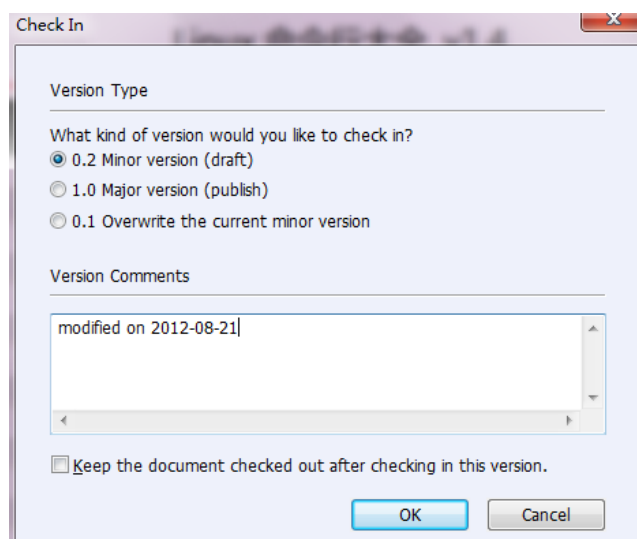 Check In
Version Type
What kind of version would you like to check in?
0.2 Minor version (draft)
1.0 Major version (publish)
0.1 Overwrite the current minor version
Version Comments
modified on 2012-08-21
Keep the document checked out after checking in this version.
OK Cancel